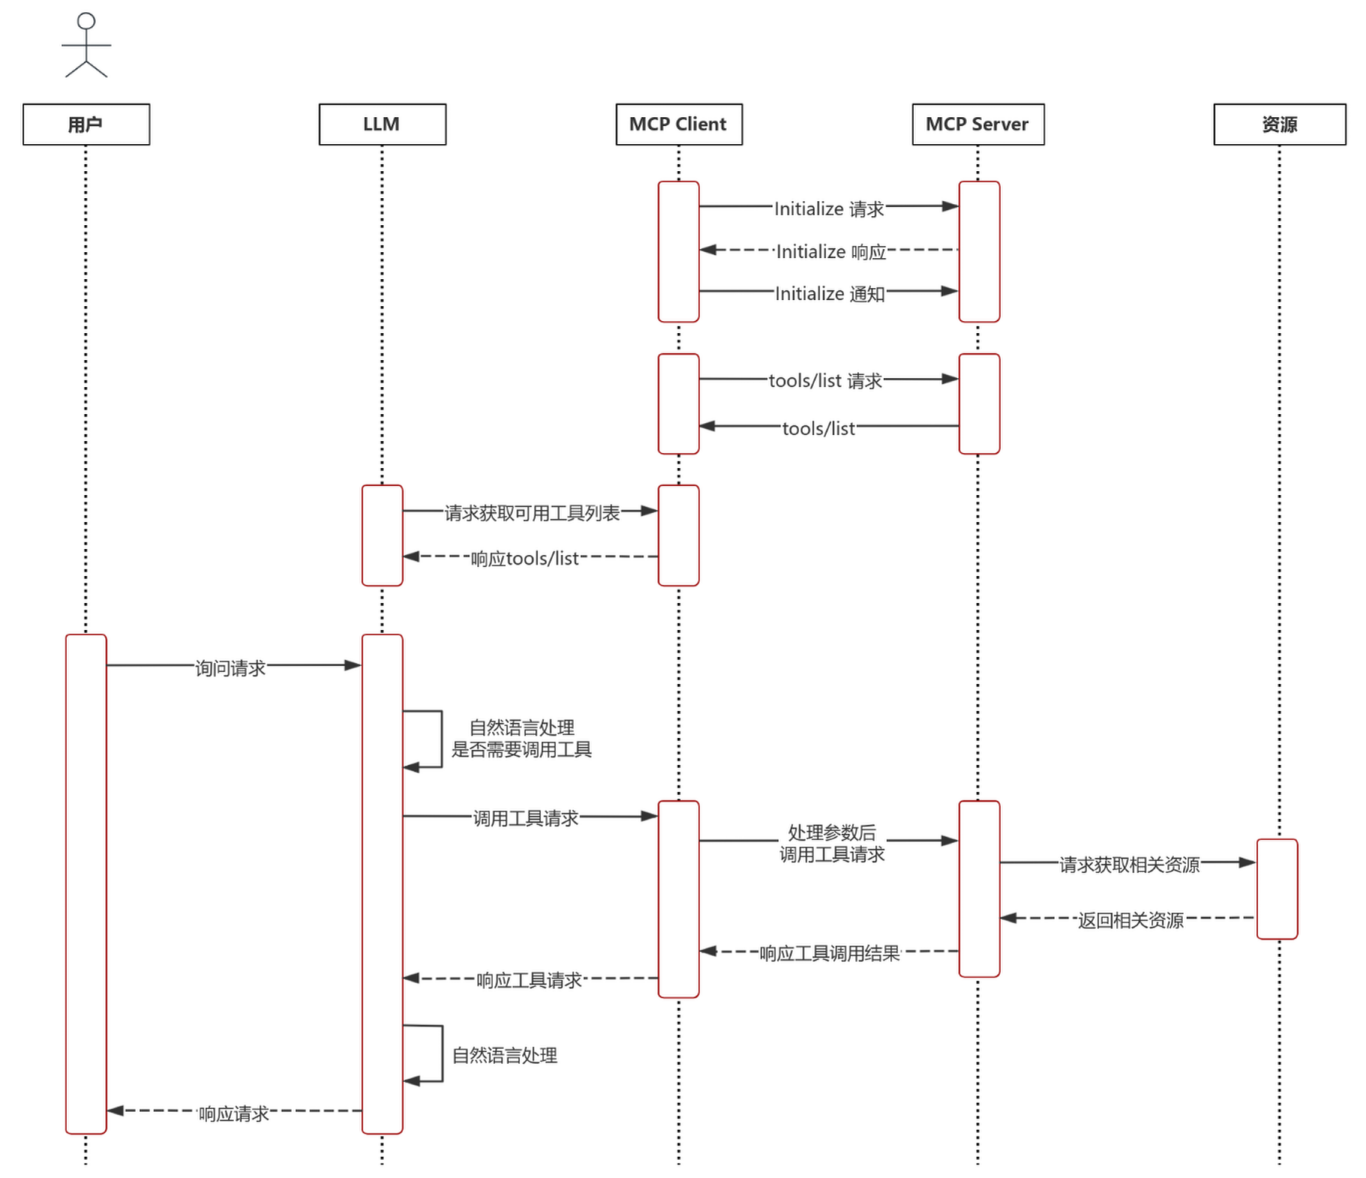 用户
LLM
MCP Client
MCP Server
资源
Initialize 请求
Initialize 响应
Initialize 通知
tools/list 请求
tools/list
请求获取可用工具列表
响应tools/list
询问请求
自然语言处理
是否需要调用工具
调用工具请求
处理参数后
调用工具请求
请求获取相关资源
返回相关资源
响应工具调用结果
响应工具请求
自然语言处理
响应请求